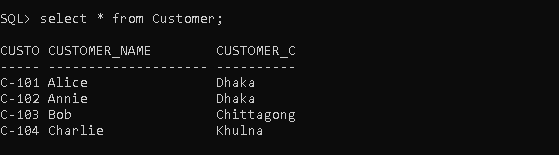 SQL> select * from Customer;
CUSTO CUSTOMER_NAME        CUSTOMER_C
----- -------------------- ----------
C-101 Alice                Dhaka
C-102 Annie                Dhaka
C-103 Bob                  Chittagong
C-104 Charlie              Khulna